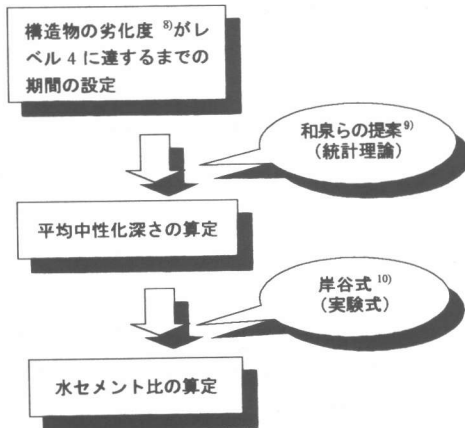 構造物の劣化度 8)がレ
ベル 4 に達するまでの
期間の設定
和泉らの提案9)
(統計理論)
平均中性化深さの算定
岸谷式 10)
(実験式)
水セメント比の算定